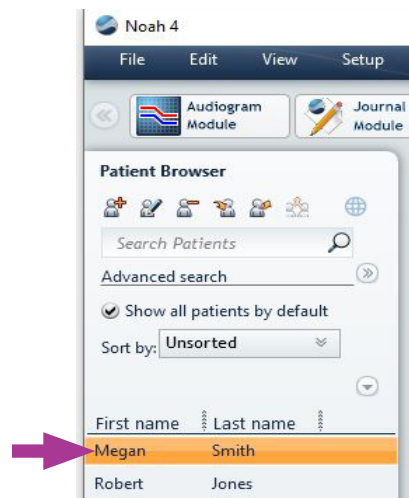 Noah 4
File Edit View Setup
Audiogram Module Journal Module
Patient Browser
Search Patients
Advanced search
Show all patients by default
Sort by: Unsorted
First name Last name
Megan Smith
Robert Jones